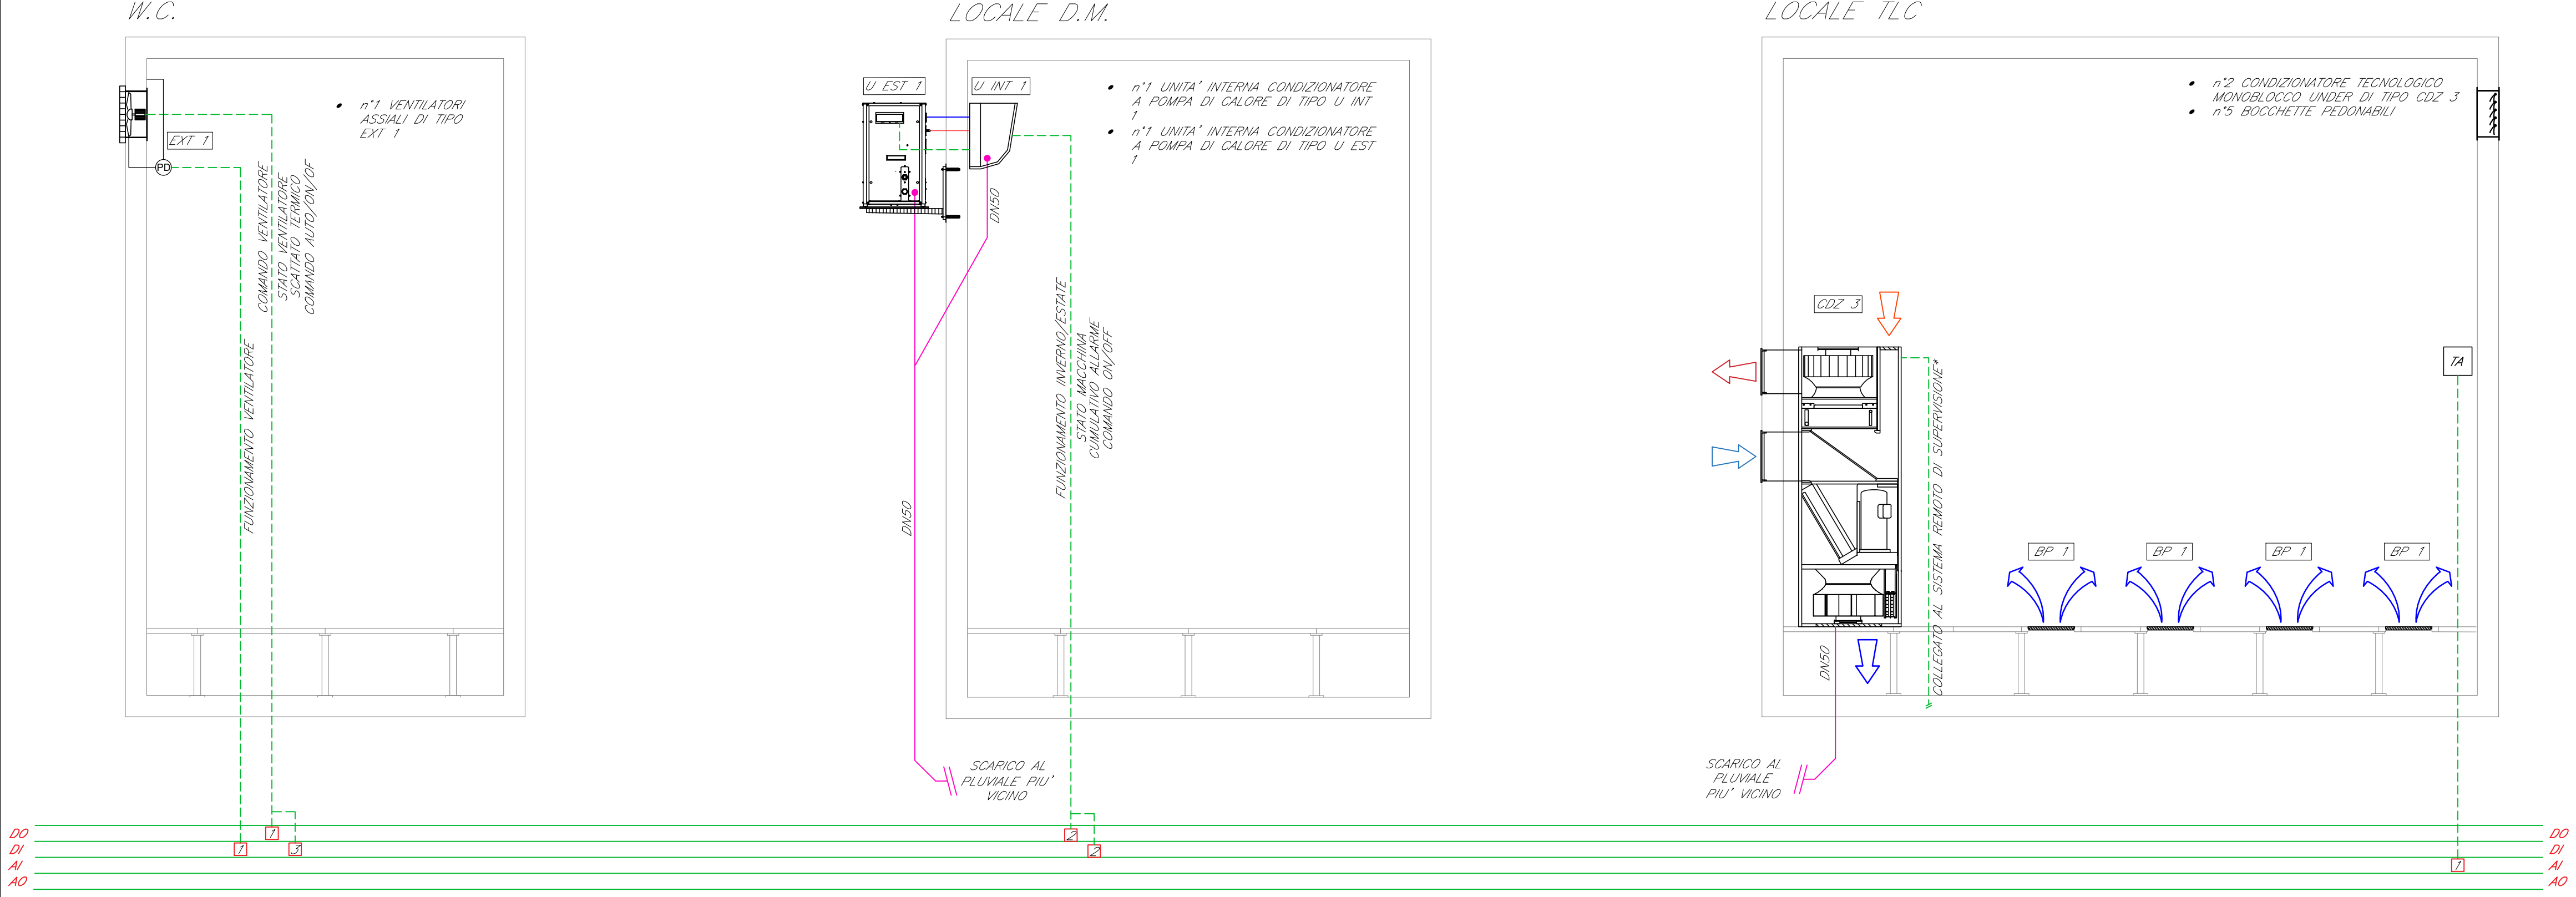 W.C.
EXT 1
PD
• n°1 VENTILATORI
ASSIALI DI TIPO
EXT 1
FUNZIONAMENTO VENTILATORE
COMANDO VENTILATORE
STATO VENTILATORE
SCATTATO TERMICO
COMANDO AUTO/ON/OF
LOCALE D.M.
U EST 1
U INT 1
• n°1 UNITA' INTERNA CONDIZIONATORE
A POMPA DI CALORE DI TIPO U INT
1
• n°1 UNITA' INTERNA CONDIZIONATORE
A POMPA DI CALORE DI TIPO U EST
1
DN50
DN50
FUNZIONAMENTO INVERNO/ESTATE
STATO MACCHINA
CUMULATIVO ALLARME
COMANDO ON/OFF
SCARICO AL
PLUVIALE PIU'
VICINO
LOCALE TLC
• n°2 CONDIZIONATORE TECNOLOGICO
MONOBLOCCO UNDER DI TIPO CDZ 3
• n°5 BOCCHETTE PEDONABILI
CDZ 3
TA
COLLEGATO AL SISTEMA REMOTO DI SUPERVISIONE*
BP 1
BP 1
BP 1
BP 1
DN50
SCARICO AL
PLUVIALE
PIU' VICINO
DO
1
2
DO
DI
1
3
2
DI
AI
1
AI
AO
AO